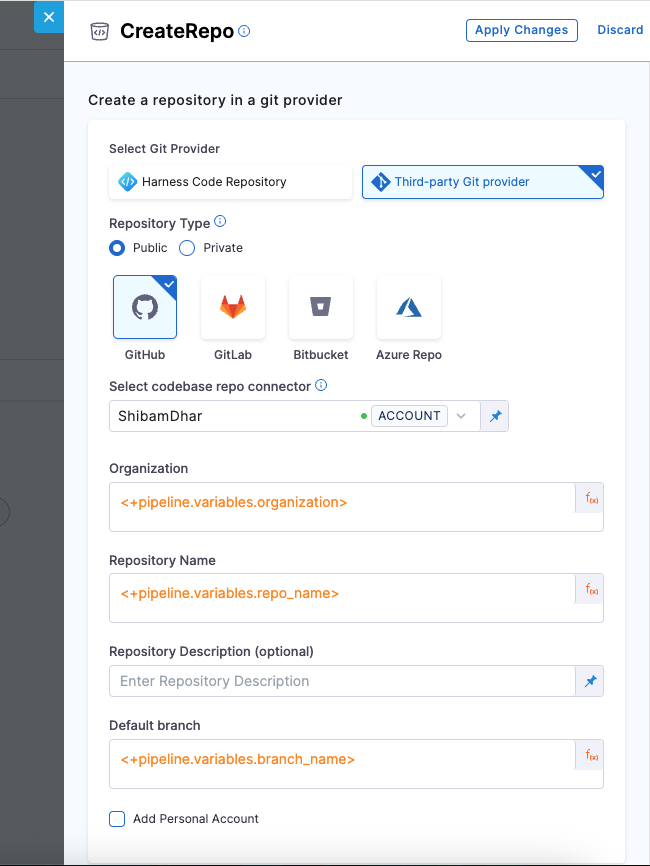 CreateRepo
Apply Changes
Discard
Create a repository in a git provider
Select Git Provider
Harness Code Repository
Third-party Git provider
Repository Type
Public
Private
GitHub
GitLab
Bitbucket
Azure Repo
Select codebase repo connector
ShibamDhar
ACCOUNT
Organization
<+pipeline.variables.organization>
f(x)
Repository Name
<+pipeline.variables.repo_name>
f(x)
Repository Description (optional)
Enter Repository Description
Default branch
<+pipeline.variables.branch_name>
f(x)
Add Personal Account